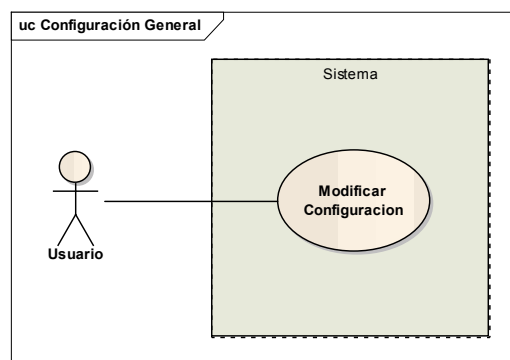 uc Configuración General
Sistema
Modificar
Configuracion
Usuario